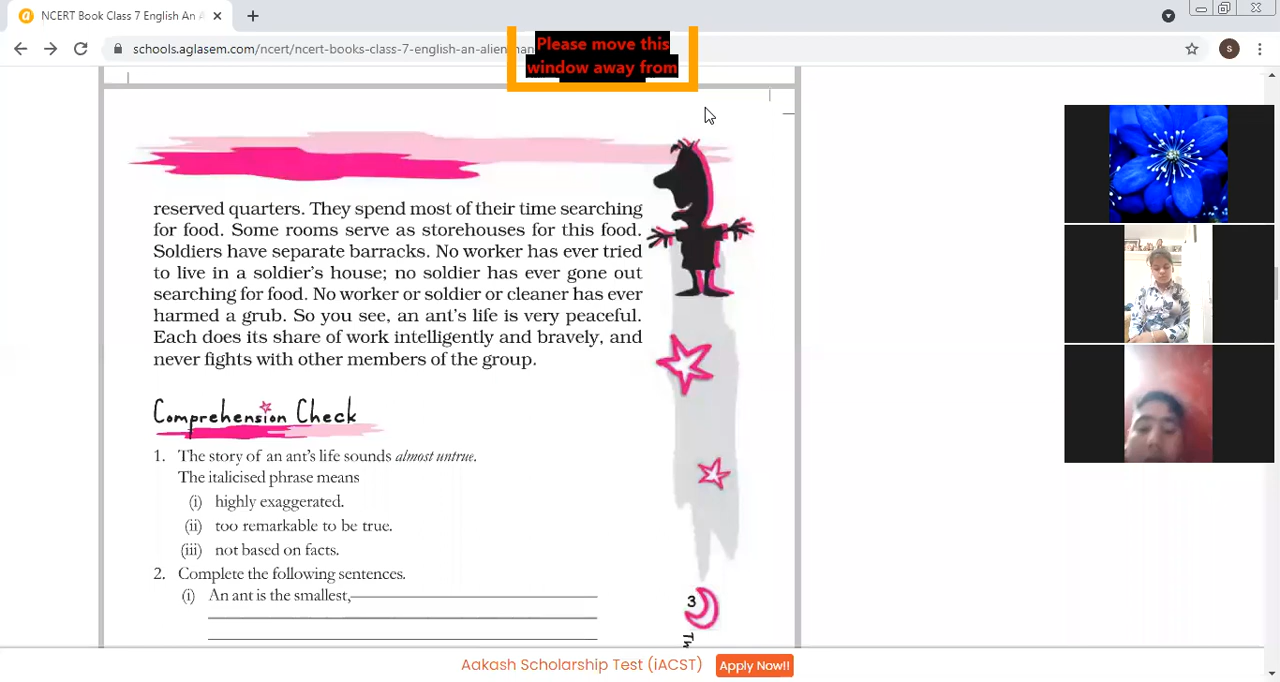 NCERT Book Class 7 English An A
schools.aglasem.com/ncert/ncert-books-class-7-english-an-alien
Please move this
window away from
S
reserved quarters. They spend most of their time searching
for food. Some rooms serve as storehouses for this food.
Soldiers have separate barracks. No worker has ever tried
to live in a soldier's house; no soldier has ever gone out
searching for food. No worker or soldier or cleaner has ever
harmed a grub. So you see, an ant's life is very peaceful.
Each does its share of work intelligently and bravely, and
never fights with other members of the group.
Comprehension Check
1. The story of an ant's life sounds almost untrue.
The italicised phrase means
(i) highly exaggerated.
(ii) too remarkable to be true.
(iii) not based on facts.
2. Complete the following sentences.
(i) An ant is the smallest,
3
Aakash Scholarship Test (iACST) Apply Now!!